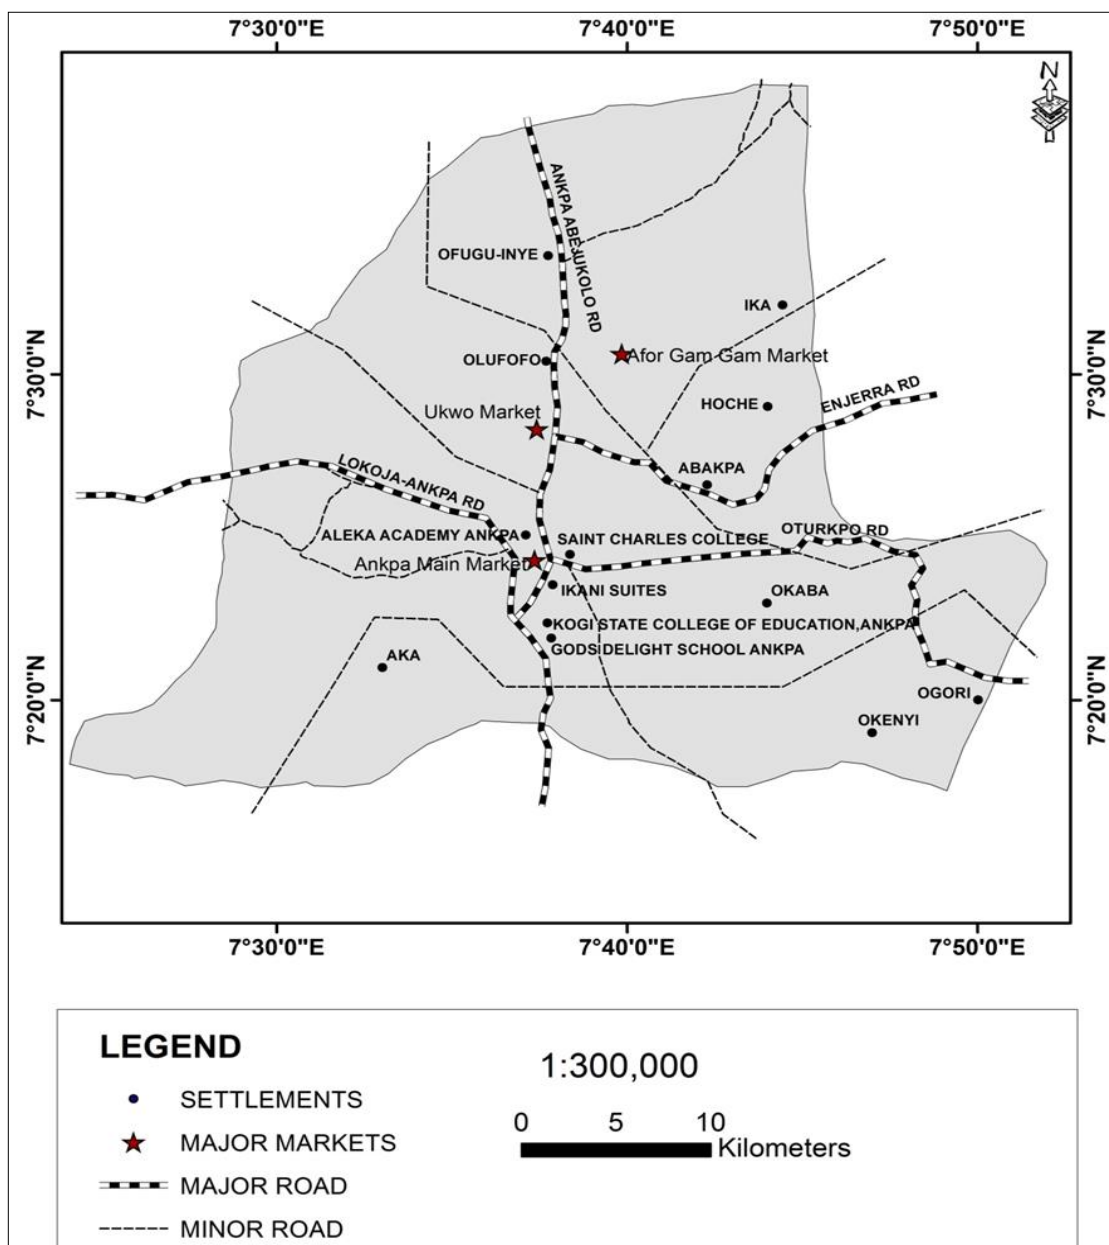 7°30'0"E 7°40'0"E 7°50'0"E
N
ANKPA ABEJUKOLO RD
OFUGU-INYE
IKA
Afor Gam Gam Market
OLUFOFO
7°30'0"N
7°30'0"N
ENJERRA RD
HOCHE
Ukwo Market
ABAKPA
LOKOJA-ANKPA RD
OTURKPO RD
ALEKA ACADEMY ANKPA
SAINT CHARLES COLLEGE
Ankpa Main Market
IKANI SUITES
OKABA
KOGI STATE COLLEGE OF EDUCATION,ANKPA
GODS DELIGHT SCHOOL ANKPA
AKA
OGORI
7°20'0"N
7°20'0"N
OKENYI
7°30'0"E 7°40'0"E 7°50'0"E
LEGEND
SETTLEMENTS
MAJOR MARKETS
MAJOR ROAD
MINOR ROAD
1:300,000
0 5 10
Kilometers